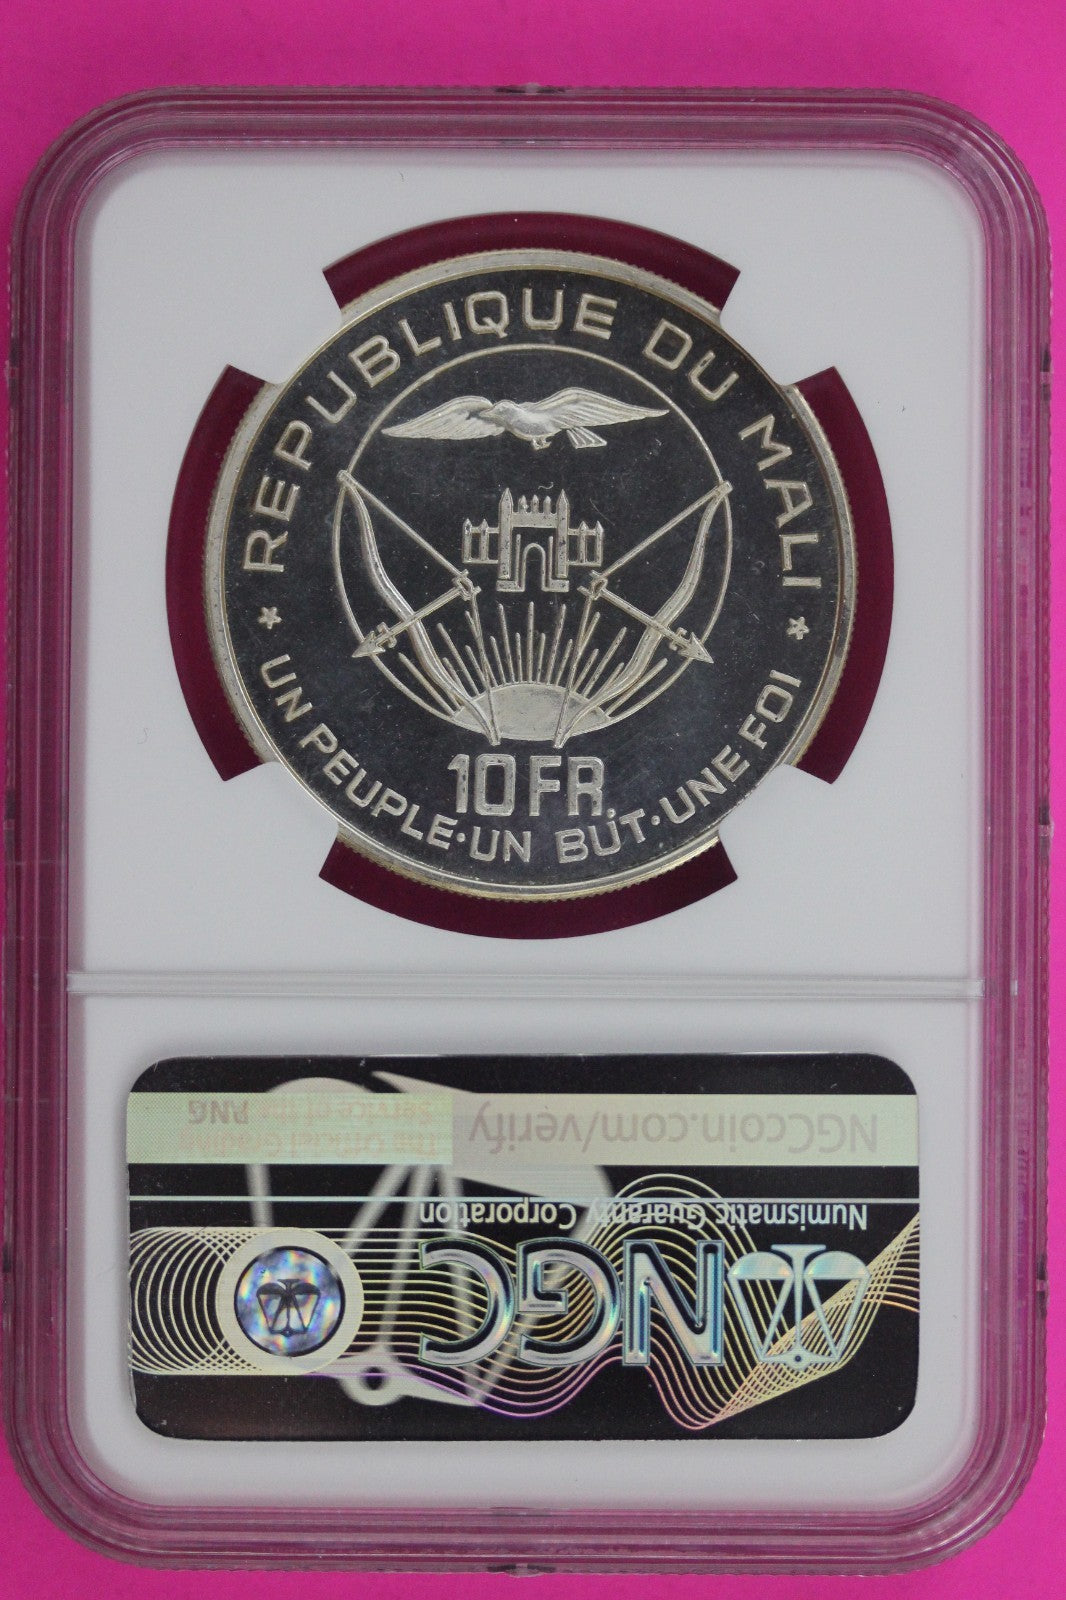 REPUBLIQUE DU MALI
10 FR.
UN PEUPLE · UN BUT · UNE FOI
NGC
Numismatic Guaranty Corporation
NGCcoin.com/verify
The Official Grading
Service of the PNG